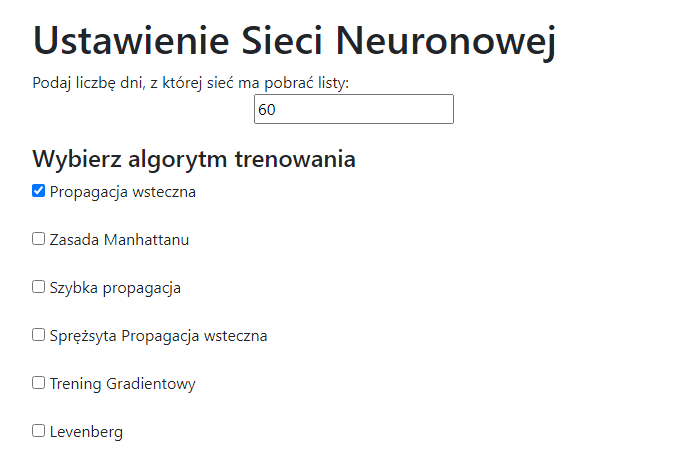 Ustawienie Sieci Neuronowej
Podaj liczbę dni, z której sieć ma pobrać listy:
60
Wybierz algorytm trenowania
Propagacja wsteczna
Zasada Manhattanu
Szybka propagacja
Sprężsyta Propagacja wsteczna
Trening Gradientowy
Levenberg